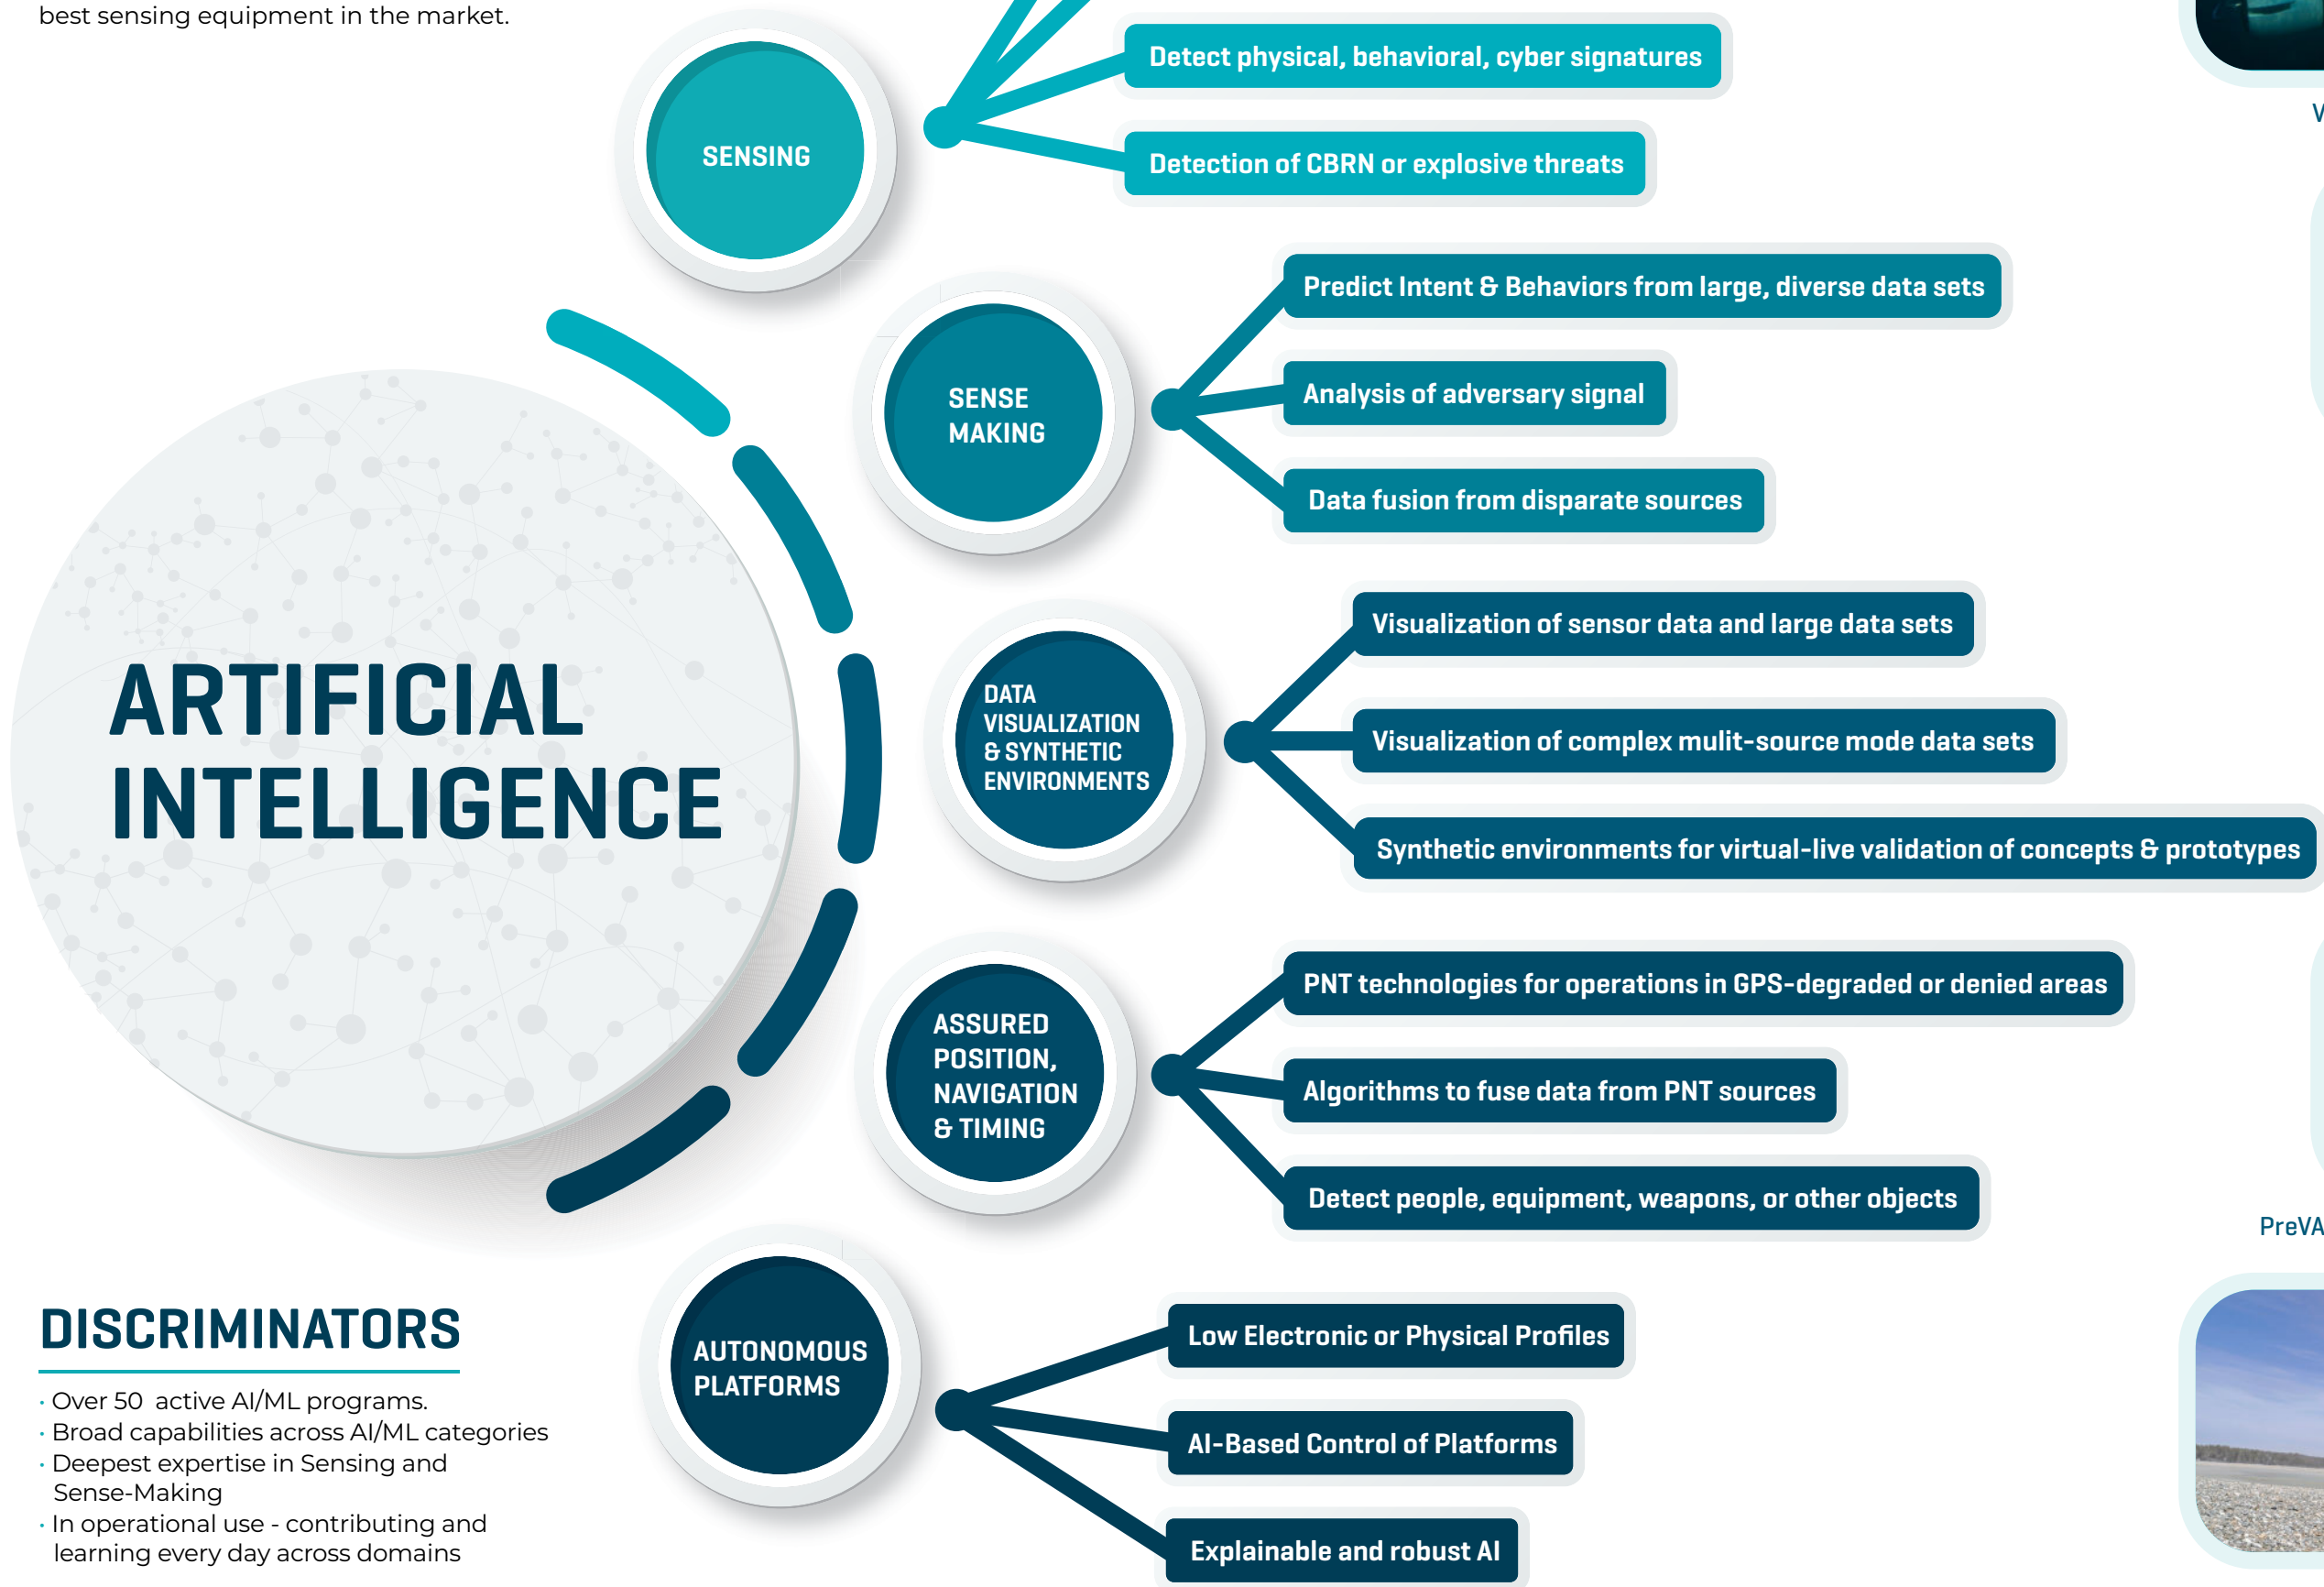 best sensing equipment in the market.
SENSING
Detect physical, behavioral, cyber signatures
Detection of CBRN or explosive threats
SENSE
MAKING
Predict Intent & Behaviors from large, diverse data sets
Analysis of adversary signal
Data fusion from disparate sources
ARTIFICIAL
INTELLIGENCE
DATA
VISUALIZATION
& SYNTHETIC
ENVIRONMENTS
Visualization of sensor data and large data sets
Visualization of complex mulit-source mode data sets
Synthetic environments for virtual-live validation of concepts & prototypes
ASSURED
POSITION,
NAVIGATION
& TIMING
PNT technologies for operations in GPS-degraded or denied areas
Algorithms to fuse data from PNT sources
Detect people, equipment, weapons, or other objects
PreVA
AUTONOMOUS
PLATFORMS
Low Electronic or Physical Profiles
AI-Based Control of Platforms
Explainable and robust AI
DISCRIMINATORS
· Over 50 active AI/ML programs.
· Broad capabilities across AI/ML categories
· Deepest expertise in Sensing and
Sense-Making
· In operational use - contributing and
learning every day across domains